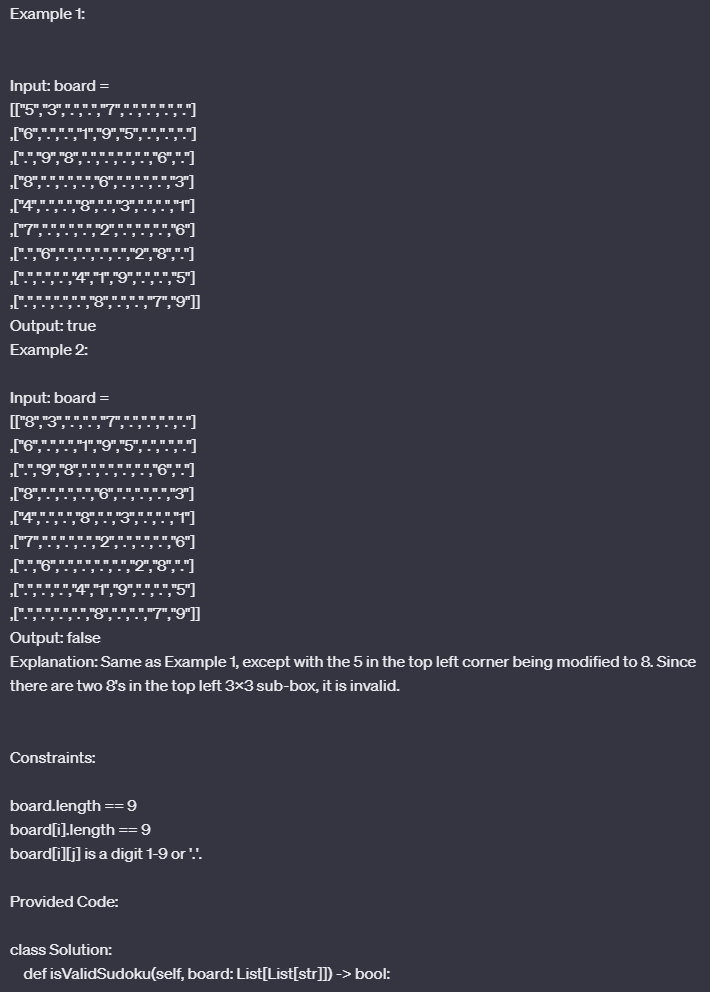 Example 1:
Input: board =
[["5","3",".",".","7",".",".",".","."]
,["6",".",".","1","9","5",".",".","."]
,[".","9","8",".",".",".",".","6","."]
,["8",".",".",".","6",".",".",".","3"]
,["4",".",".","8",".","3",".",".","1"]
,["7",".",".",".","2",".",".",".","6"]
,[".","6",".",".",".",".","2","8","."]
,[".",".",".","4","1","9",".",".","5"]
,[".",".",".",".","8",".",".","7","9"]]
Output: true
Example 2:
Input: board =
[["8","3",".",".","7",".",".",".","."]
,["6",".",".","1","9","5",".",".","."]
,[".","9","8",".",".",".",".","6","."]
,["8",".",".",".","6",".",".",".","3"]
,["4",".",".","8",".","3",".",".","1"]
,["7",".",".",".","2",".",".",".","6"]
,[".","6",".",".",".",".","2","8","."]
,[".",".",".","4","1","9",".",".","5"]
,[".",".",".",".","8",".",".","7","9"]]
Output: false
Explanation: Same as Example 1, except with the 5 in the top left corner being modified to 8. Since
there are two 8's in the top left 3x3 sub-box, it is invalid.
Constraints:
board.length == 9
board[i].length == 9
board[i][j] is a digit 1-9 or '.'.
Provided Code:
class Solution:
    def isValidSudoku(self, board: List[List[str]]) -> bool: